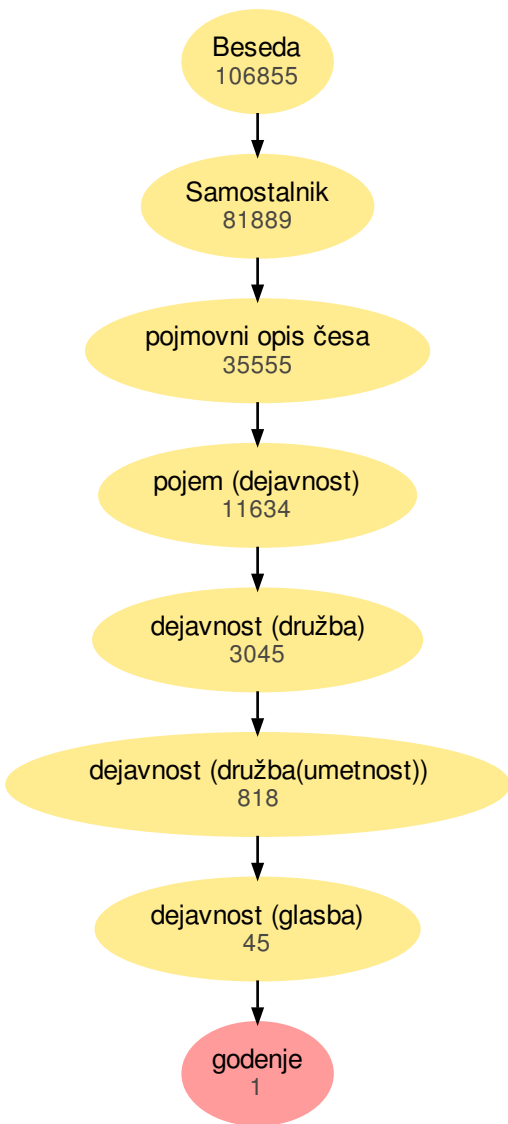 Beseda
106855
Samostalnik
81889
pojmovni opis česa
35555
pojem (dejavnost)
11634
dejavnost (družba)
3045
dejavnost (družba(umetnost))
818
dejavnost (glasba)
45
godenje
1